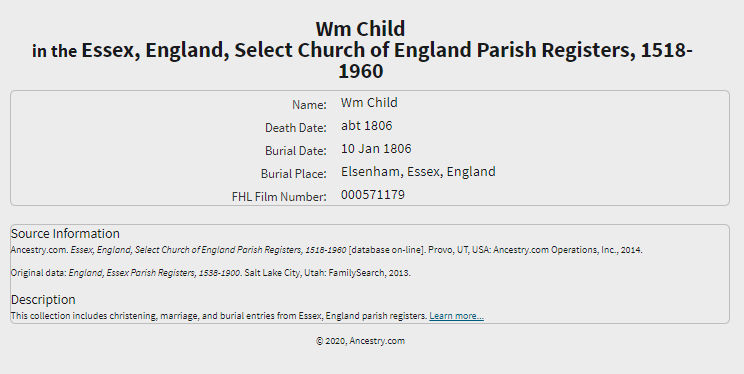 Wm Child
in the Essex, England, Select Church of England Parish Registers, 1518-
1960
Name: Wm Child
Death Date: abt 1806
Burial Date: 10 Jan 1806
Burial Place: Elsenham, Essex, England
FHL Film Number: 000571179
Source Information
Ancestry.com. Essex, England, Select Church of England Parish Registers, 1518-1960 [database on-line]. Provo, UT, USA: Ancestry.com Operations, Inc., 2014.
Original data: England, Essex Parish Registers, 1538-1900. Salt Lake City, Utah: FamilySearch, 2013.
Description
This collection includes christening, marriage, and burial entries from Essex, England parish registers. Learn more...
© 2020, Ancestry.com